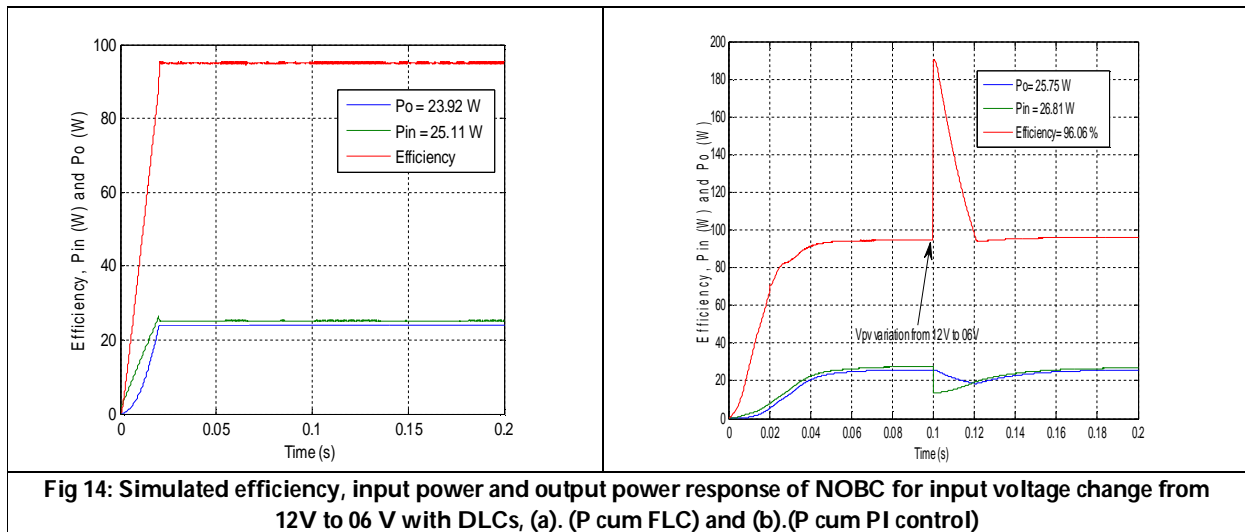 100
80
60
40
20
0
Efficiency, Pin (W) and Po (W)
Po = 23.92 W
Pin = 25.11 W
Efficiency
0 0.05 0.1 0.15 0.2
Time (s)
200
180
160
140
120
100
80
60
40
20
0
Efficiency, Pin (W) and Po (W)
Po= 25.75 W
Pin = 26.81 W
Efficiency= 96.06 %
Vpv variation from 12V to 06V
0 0.02 0.04 0.06 0.08 0.1 0.12 0.14 0.16 0.18 0.2
Time (s)
Fig 14: Simulated efficiency, input power and output power response of NOBC for input voltage change from
12V to 06 V with DLCs, (a). (P cum FLC) and (b).(P cum PI control)